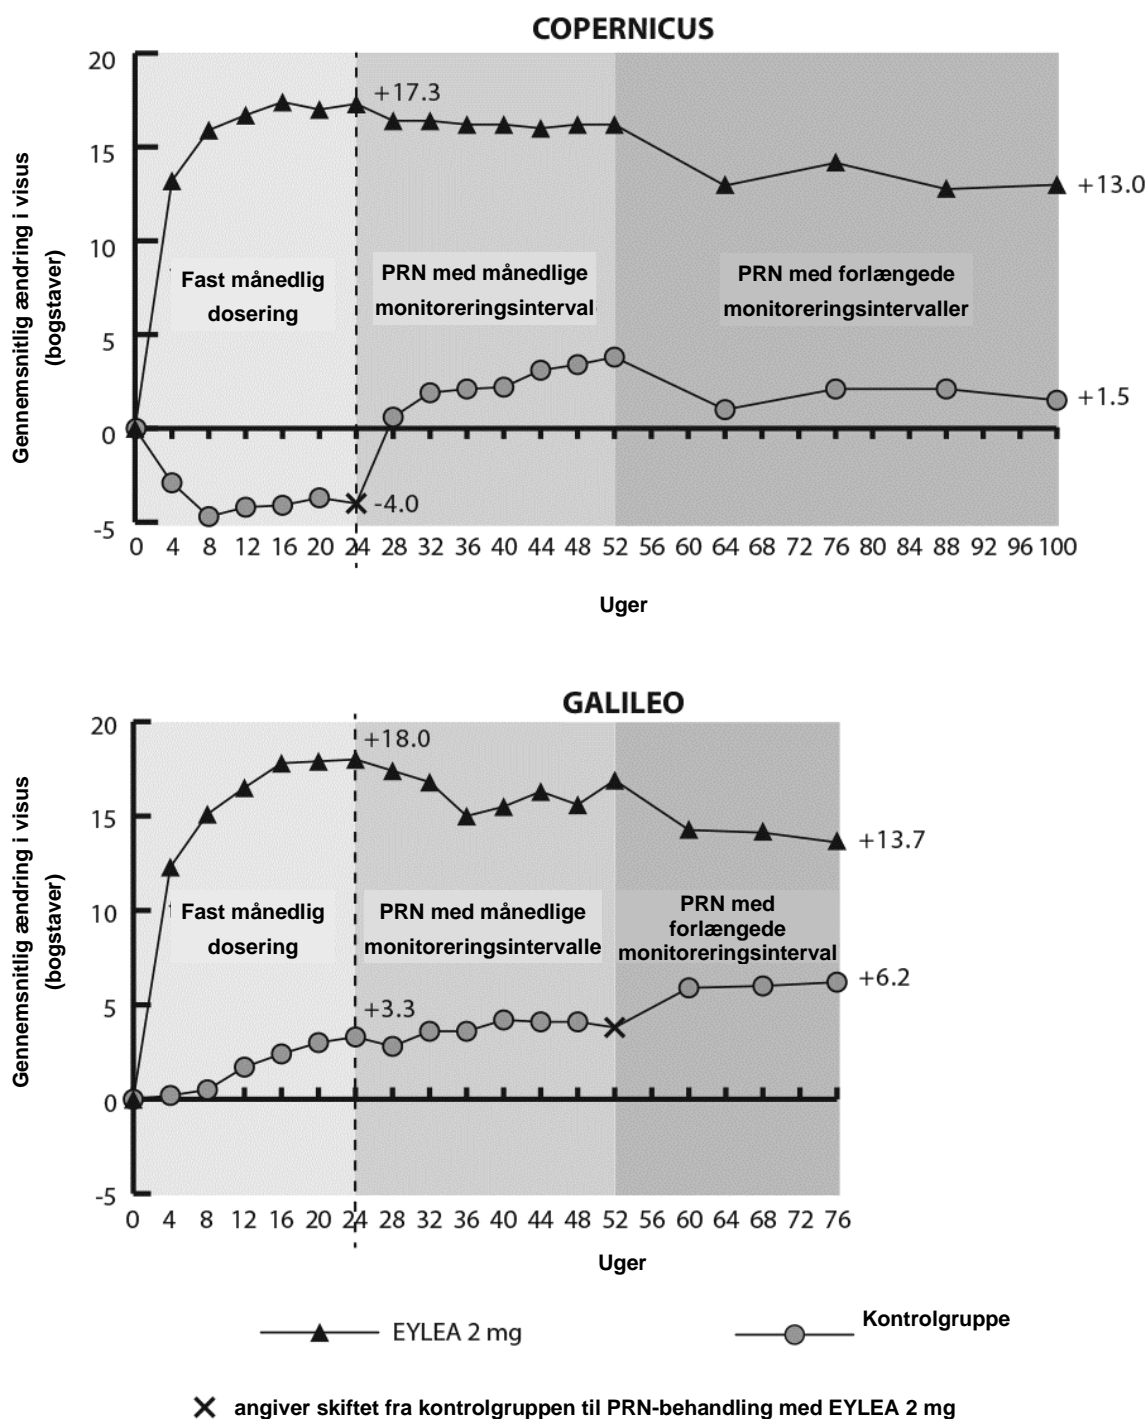 COPERNICUS
Gennemsnitlig ændring i visus
(bogstaver)
20
15
10
5
0
-5
+17.3
+13.0
+1.5
-4.0
Fast månedlig
dosering
PRN med månedlige
monitoreringsinterval
PRN med forlængede
monitoreringsintervaller
0 4 8 12 16 20 24 28 32 36 40 44 48 52 56 60 64 68 72 76 80 84 88 92 96 100
Uger
GALILEO
Gennemsnitlig ændring i visus
(bogstaver)
20
15
10
5
0
-5
+18.0
+13.7
+3.3
+6.2
Fast månedlig
dosering
PRN med månedlige
monitoreringsintervalle
PRN med
forlængede
monitoreringsinterval
0 4 8 12 16 20 24 28 32 36 40 44 48 52 56 60 64 68 72 76
Uger
EYLEA 2 mg
Kontrolgruppe
angiver skiftet fra kontrolgruppen til PRN-behandling med EYLEA 2 mg